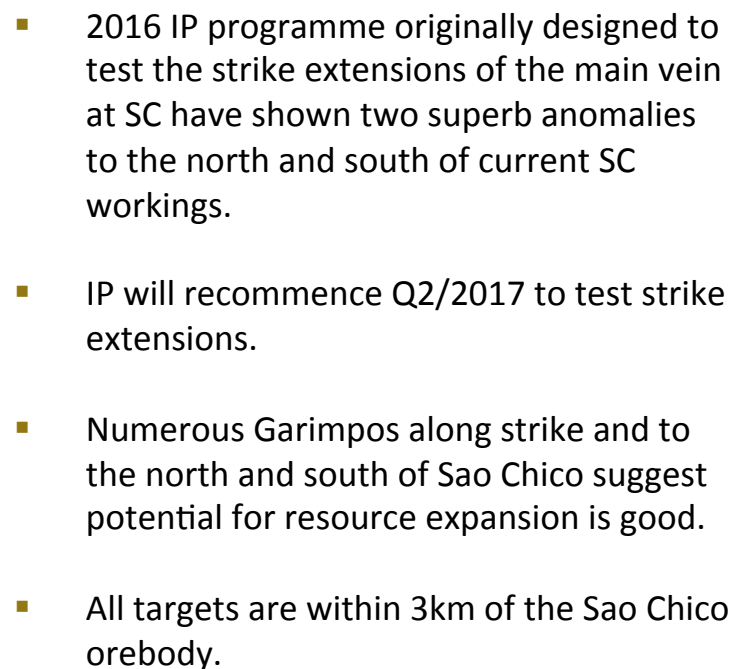 ▪ 2016 IP programme originally designed to
test the strike extensions of the main vein
at SC have shown two superb anomalies
to the north and south of current SC
workings.
▪ IP will recommence Q2/2017 to test strike
extensions.
▪ Numerous Garimpos along strike and to
the north and south of Sao Chico suggest
potential for resource expansion is good.
▪ All targets are within 3km of the Sao Chico
orebody.